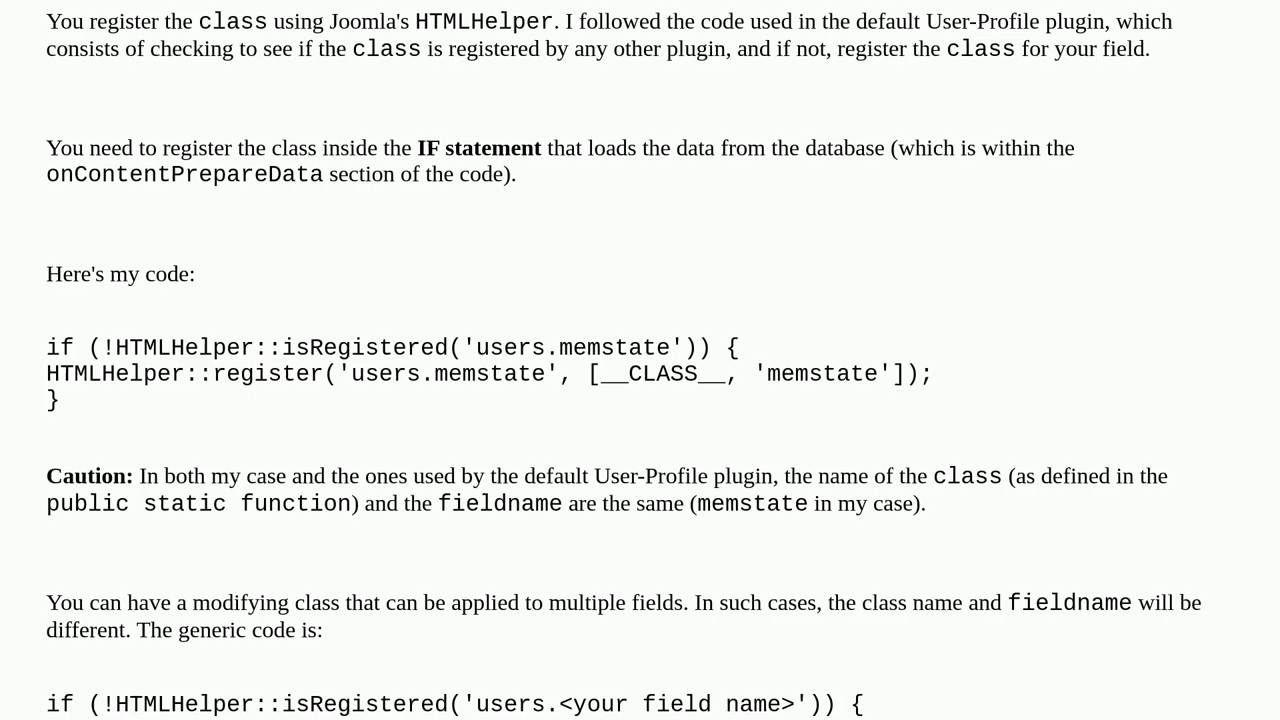 You register the class using Joomla's HTMLHelper. I followed the code used in the default User-Profile plugin, which
consists of checking to see if the class is registered by any other plugin, and if not, register the class for your field.
You need to register the class inside the IF statement that loads the data from the database (which is within the
onContentPrepareData section of the code).
Here's my code:
if (!HTMLHelper::isRegistered('users.memstate')) {
HTMLHelper::register('users.memstate', [__CLASS__, 'memstate']);
}
Caution: In both my case and the ones used by the default User-Profile plugin, the name of the class (as defined in the
public static function) and the fieldname are the same (memstate in my case).
You can have a modifying class that can be applied to multiple fields. In such cases, the class name and fieldname will be
different. The generic code is:
if (!HTMLHelper::isRegistered('users.<your field name>')) {